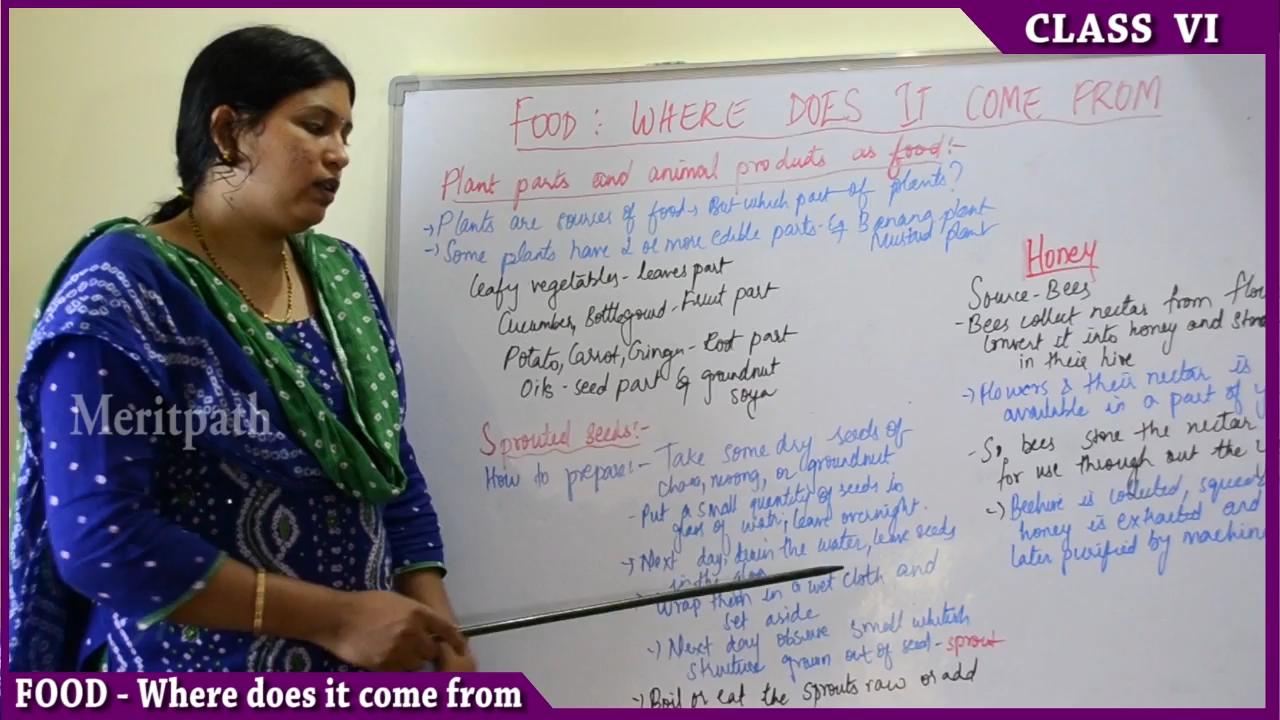 CLASS VI
FOOD : WHERE DOES IT COME FROM
Plant parts and animal products as food:-
→ Plants are sources of food → But which part of plants?
→ Some plants have 2 or more edible parts - Eg Banana plant
Mustard plant
Leafy vegetables - leaves part
Cucumber, Bottlegourd - Fruit part
Potato, Carrot, Ginger - Root part
Oils - seed part Eg groundnut
soya
Sprouted seeds:-
How to prepare:- Take some dry seeds of
chana, moong, or groundnut
- Put a small quantity of seeds in
glass of water, leave overnight.
→ Next day, drain the water, leave seeds
in the
Wrap them in a wet cloth and
set aside
→ Next day observe small whitish
structure grown out of seed - sprout
→ Boil or eat the sprouts raw or add
Honey
Source - Bees
- Bees collect nectar from
convert it into honey and
in their hive
→ Flowers & their nectar is
available in a part of
- So, bees store the nectar
for use through out the
→ Beehive is collected,
honey is extracted and
later purified by
Meritpath
FOOD - Where does it come from